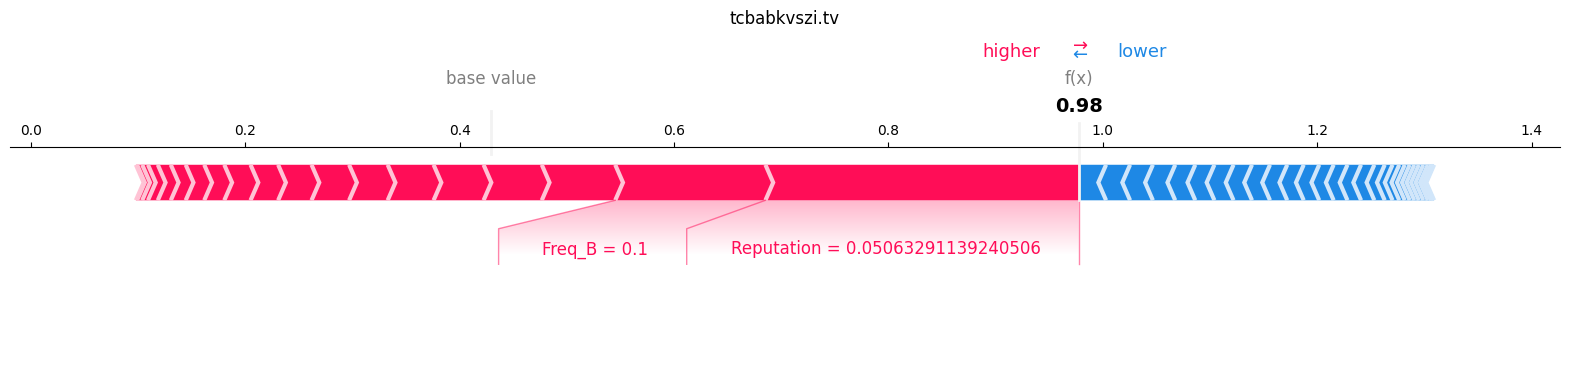 tcbabkvszi.tv
higher ⇄ lower
base value f(x)
0.98
0.0 0.2 0.4 0.6 0.8 1.0 1.2 1.4
Freq_B = 0.1 Reputation = 0.05063291139240506